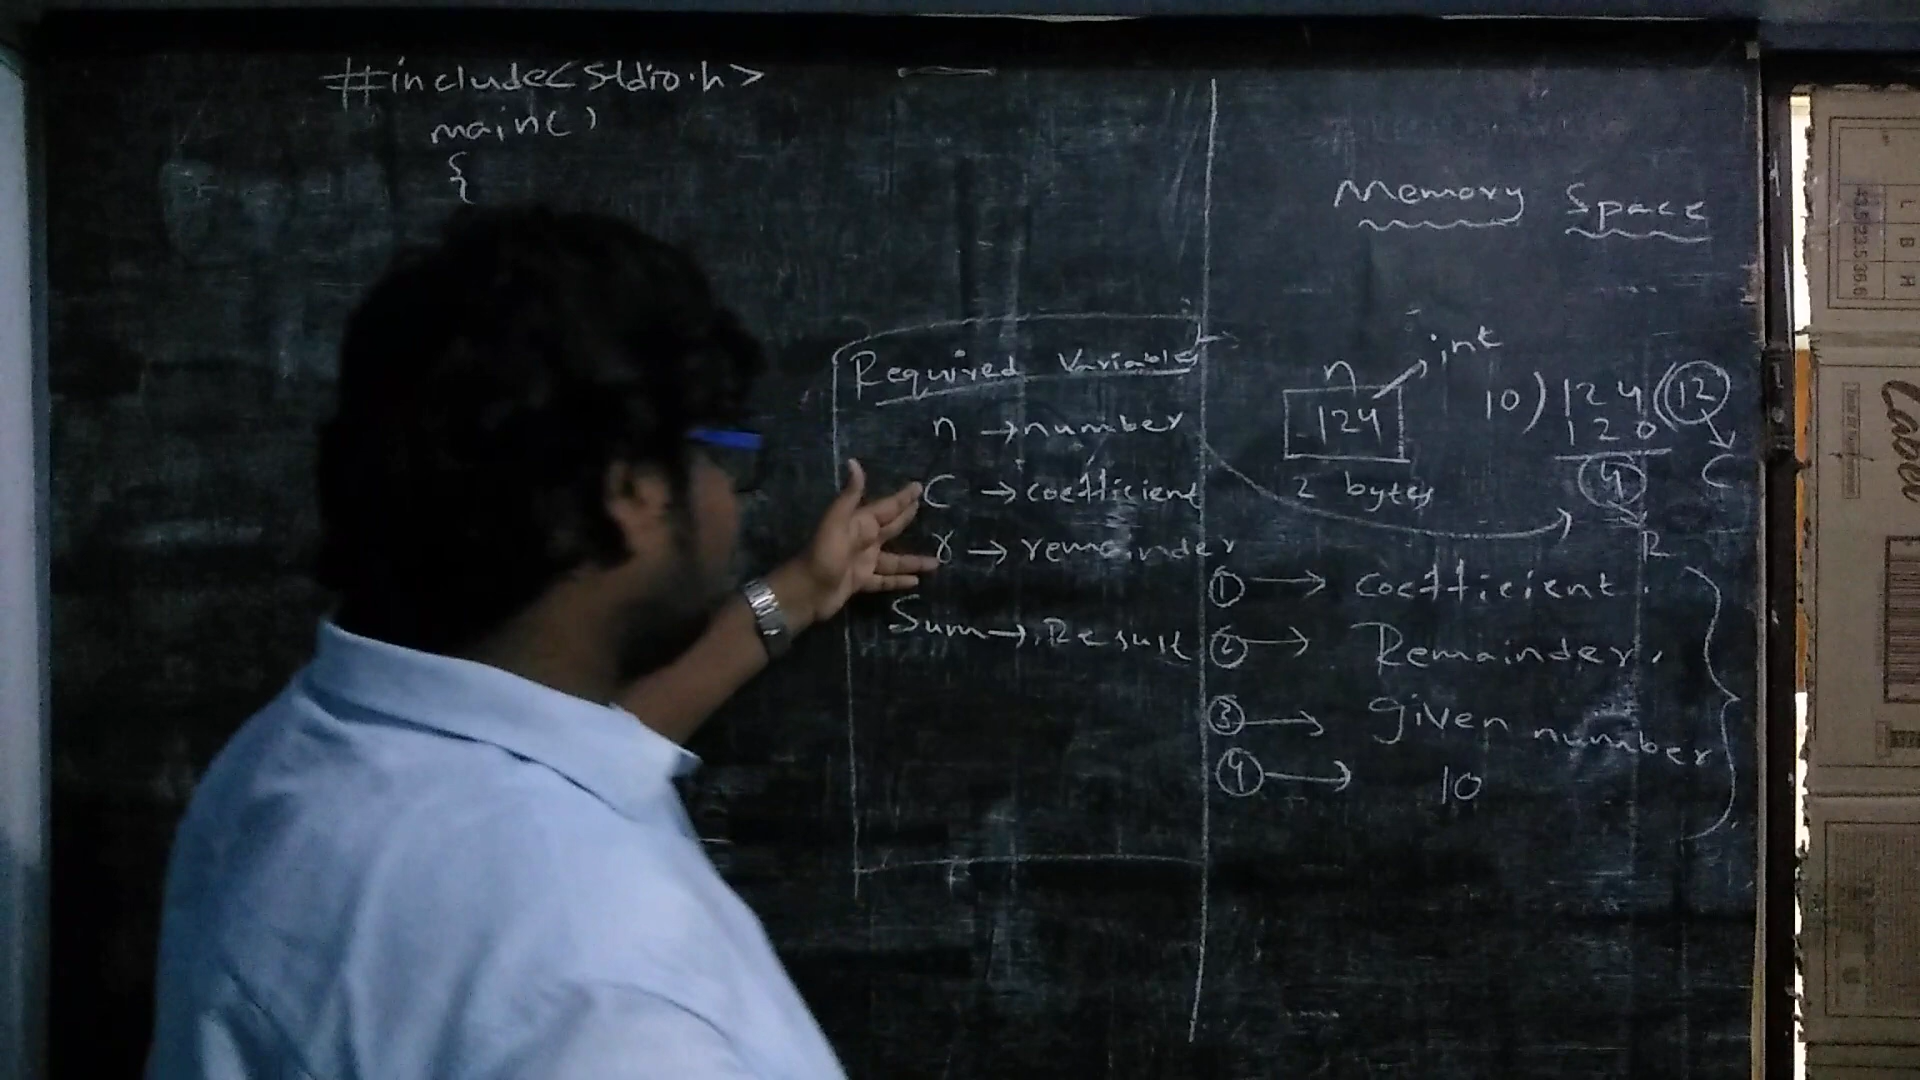 #include<stdio.h>
main()
{
Required Variables
n → number
C → coefficient
r → remainder
Sum → Result
Memory Space
n
int
124
2 bytes
10)124(12
120
4
C
R
① → Coefficient.
② → Remainder.
③ → Given number
④ → 10
L B H